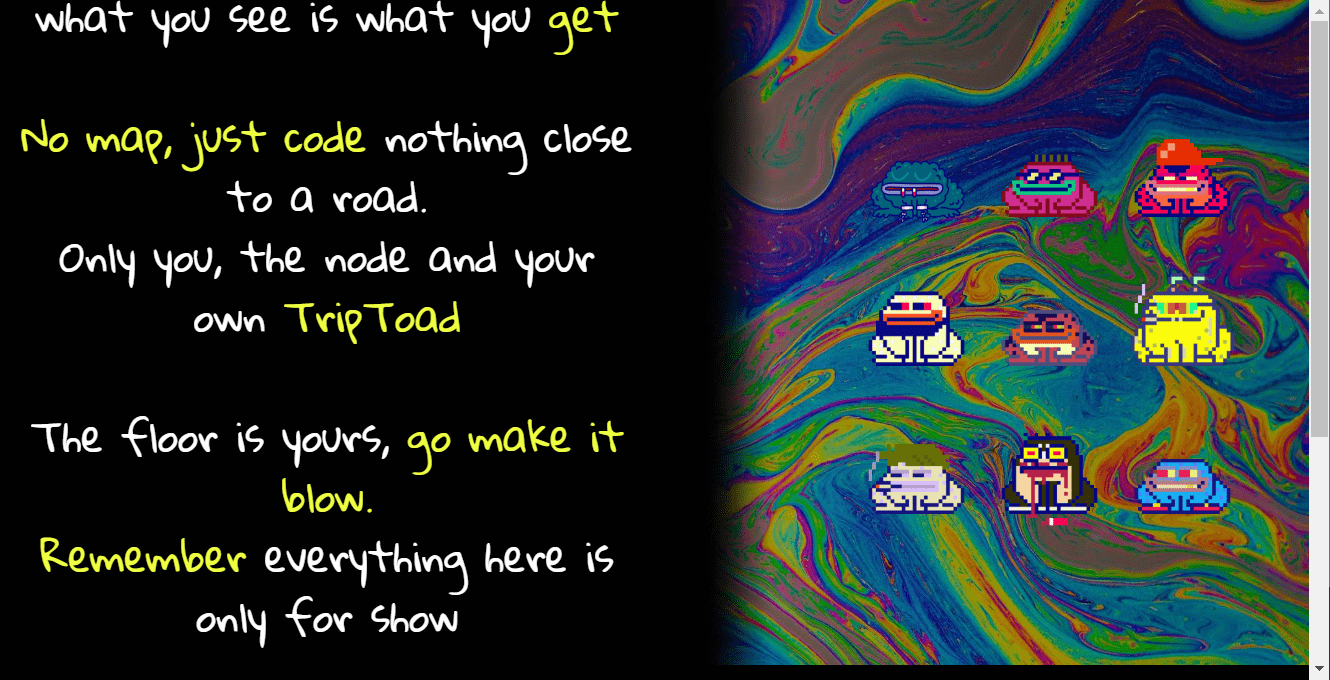 what you see is what you get
No map, just code nothing close
to a road.
Only you, the node and your
own TripToad
The floor is yours, go make it
blow.
Remember everything here is
only for show